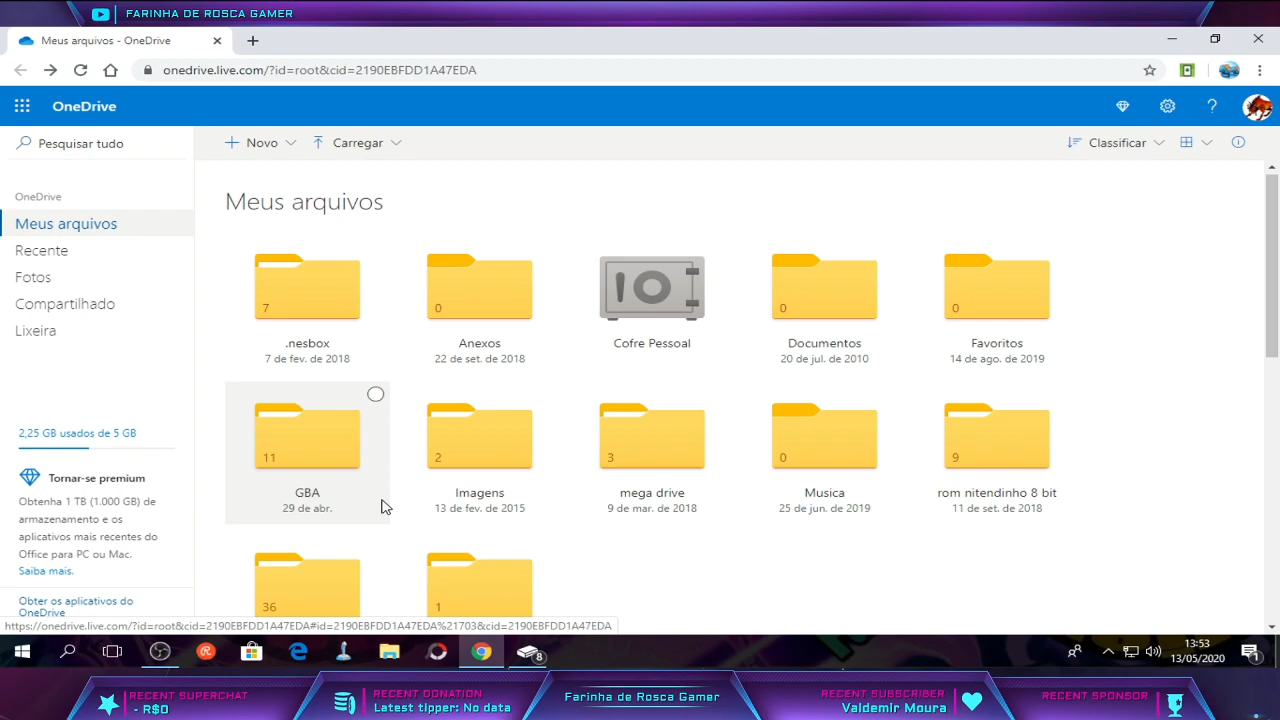 FARINHA DE ROSCA GAMER
Meus arquivos - OneDrive
onedrive.live.com/?id=root&cid=2190EBFDD1A47EDA
OneDrive
Pesquisar tudo
Novo
Carregar
Classificar
OneDrive
Meus arquivos
Recente
Fotos
Compartilhado
Lixeira
2,25 GB usados de 5 GB
Tornar-se premium
Obtenha 1 TB (1.000 GB) de
armazenamento e os
aplicativos mais recentes do
Office para PC ou Mac.
Saiba mais.
Obter os aplicativos do
OneDrive
Meus arquivos
7
0
0
0
.nesbox
Anexos
Cofre Pessoal
Documentos
Favoritos
7 de fev. de 2018
22 de set. de 2018
20 de jul. de 2010
14 de ago. de 2019
11
2
3
0
9
GBA
Imagens
mega drive
Musica
rom nitendinho 8 bit
29 de abr.
13 de fev. de 2015
9 de mar. de 2018
25 de jun. de 2019
11 de set. de 2018
36
1
https://onedrive.live.com/?id=root&cid=2190EBFDD1A47EDA#id=2190EBFDD1A47EDA%21703&cid=2190EBFDD1A47EDA
8
13:53
13/05/2020
1
RECENT SUPERCHAT
- R$0
RECENT DONATION
Latest tipper: No data
Farinha de Rosca Gamer
RECENT SUBSCRIBER
Valdemir Moura
RECENT SPONSOR